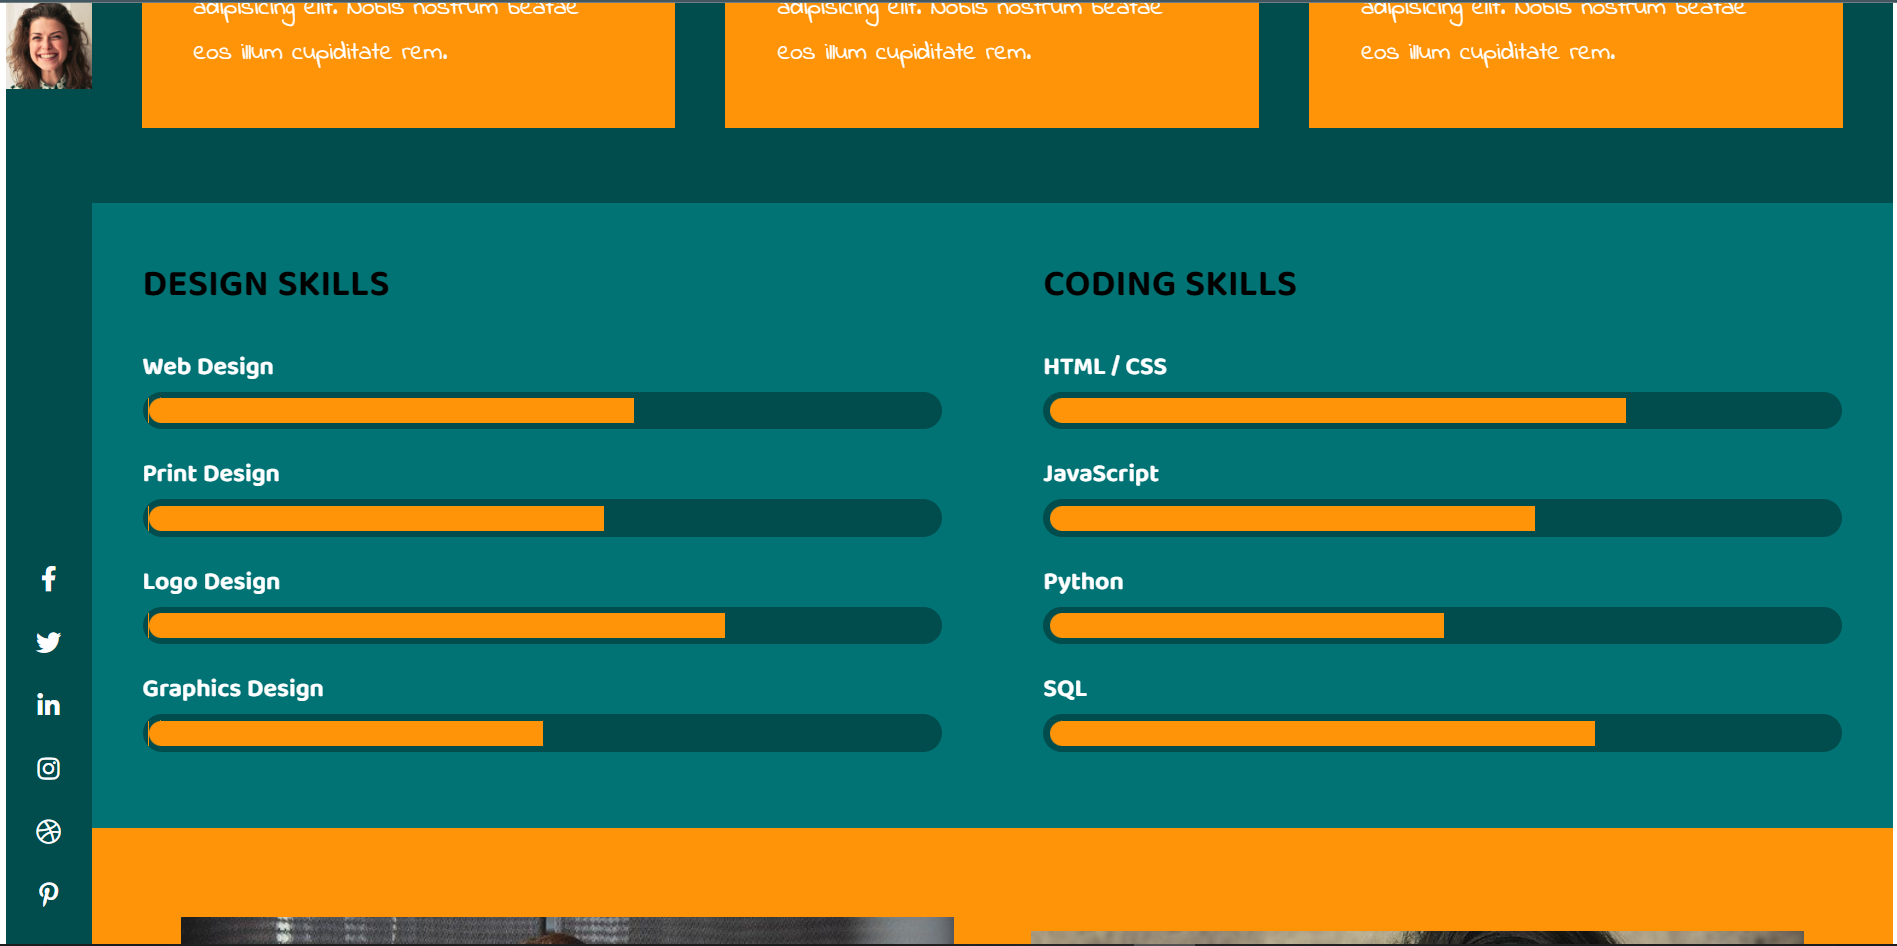 adipisicing elit. Nobis nostrum beatae
eos illum cupiditate rem.
adipisicing elit. Nobis nostrum beatae
eos illum cupiditate rem.
adipisicing elit. Nobis nostrum beatae
eos illum cupiditate rem.
DESIGN SKILLS
Web Design
Print Design
Logo Design
Graphics Design
CODING SKILLS
HTML / CSS
JavaScript
Python
SQL